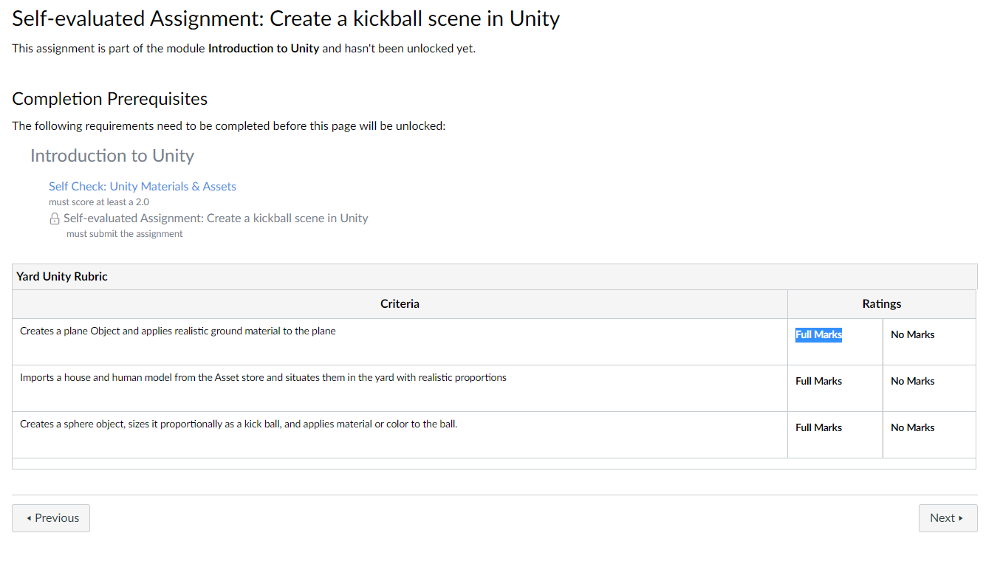 Self-evaluated Assignment: Create a kickball scene in Unity
This assignment is part of the module Introduction to Unity and hasn't been unlocked yet.
Completion Prerequisites
The following requirements need to be completed before this page will be unlocked:
Introduction to Unity
Self Check: Unity Materials & Assets
must score at least a 2.0
Self-evaluated Assignment: Create a kickball scene in Unity
must submit the assignment
Yard Unity Rubric
Criteria Ratings
Creates a plane Object and applies realistic ground material to the plane Full Marks No Marks
Imports a house and human model from the Asset store and situates them in the yard with realistic proportions Full Marks No Marks
Creates a sphere object, sizes it proportionally as a kick ball, and applies material or color to the ball. Full Marks No Marks
Previous Next